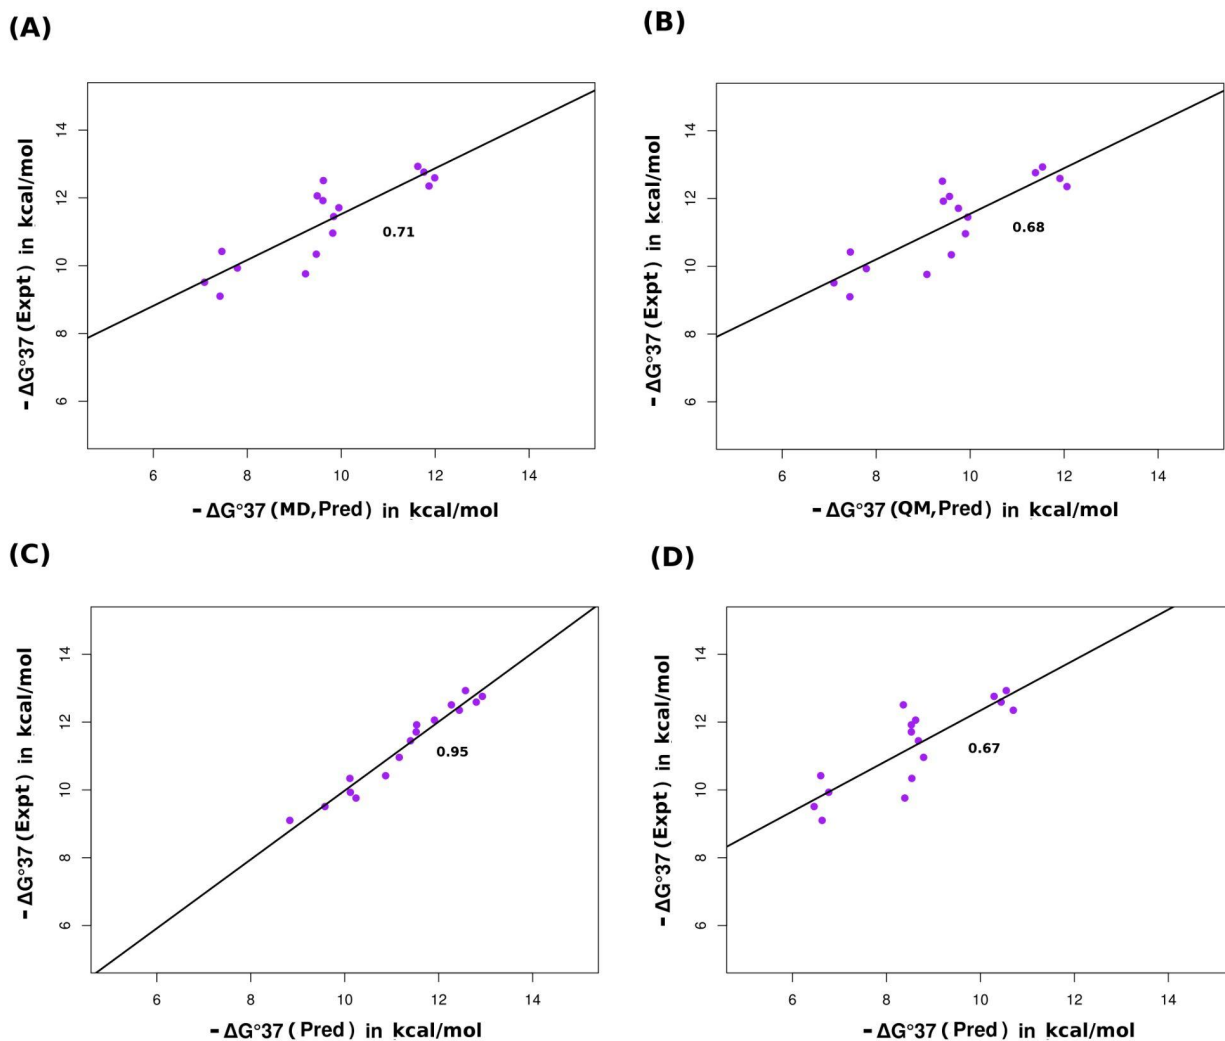 (A)
(B)
- ΔG°37 (Expt) in kcal/mol
6 8 10 12 14
0.71
6 8 10 12 14
- ΔG°37 (MD,Pred) in kcal/mol
- ΔG°37 (Expt) in kcal/mol
6 8 10 12 14
0.68
6 8 10 12 14
- ΔG°37 (QM,Pred) in kcal/mol
(C)
(D)
- ΔG°37 (Expt) in kcal/mol
6 8 10 12 14
0.95
6 8 10 12 14
- ΔG°37 (Pred) in kcal/mol
- ΔG°37 (Expt) in kcal/mol
6 8 10 12 14
0.67
6 8 10 12 14
- ΔG°37 (Pred) in kcal/mol